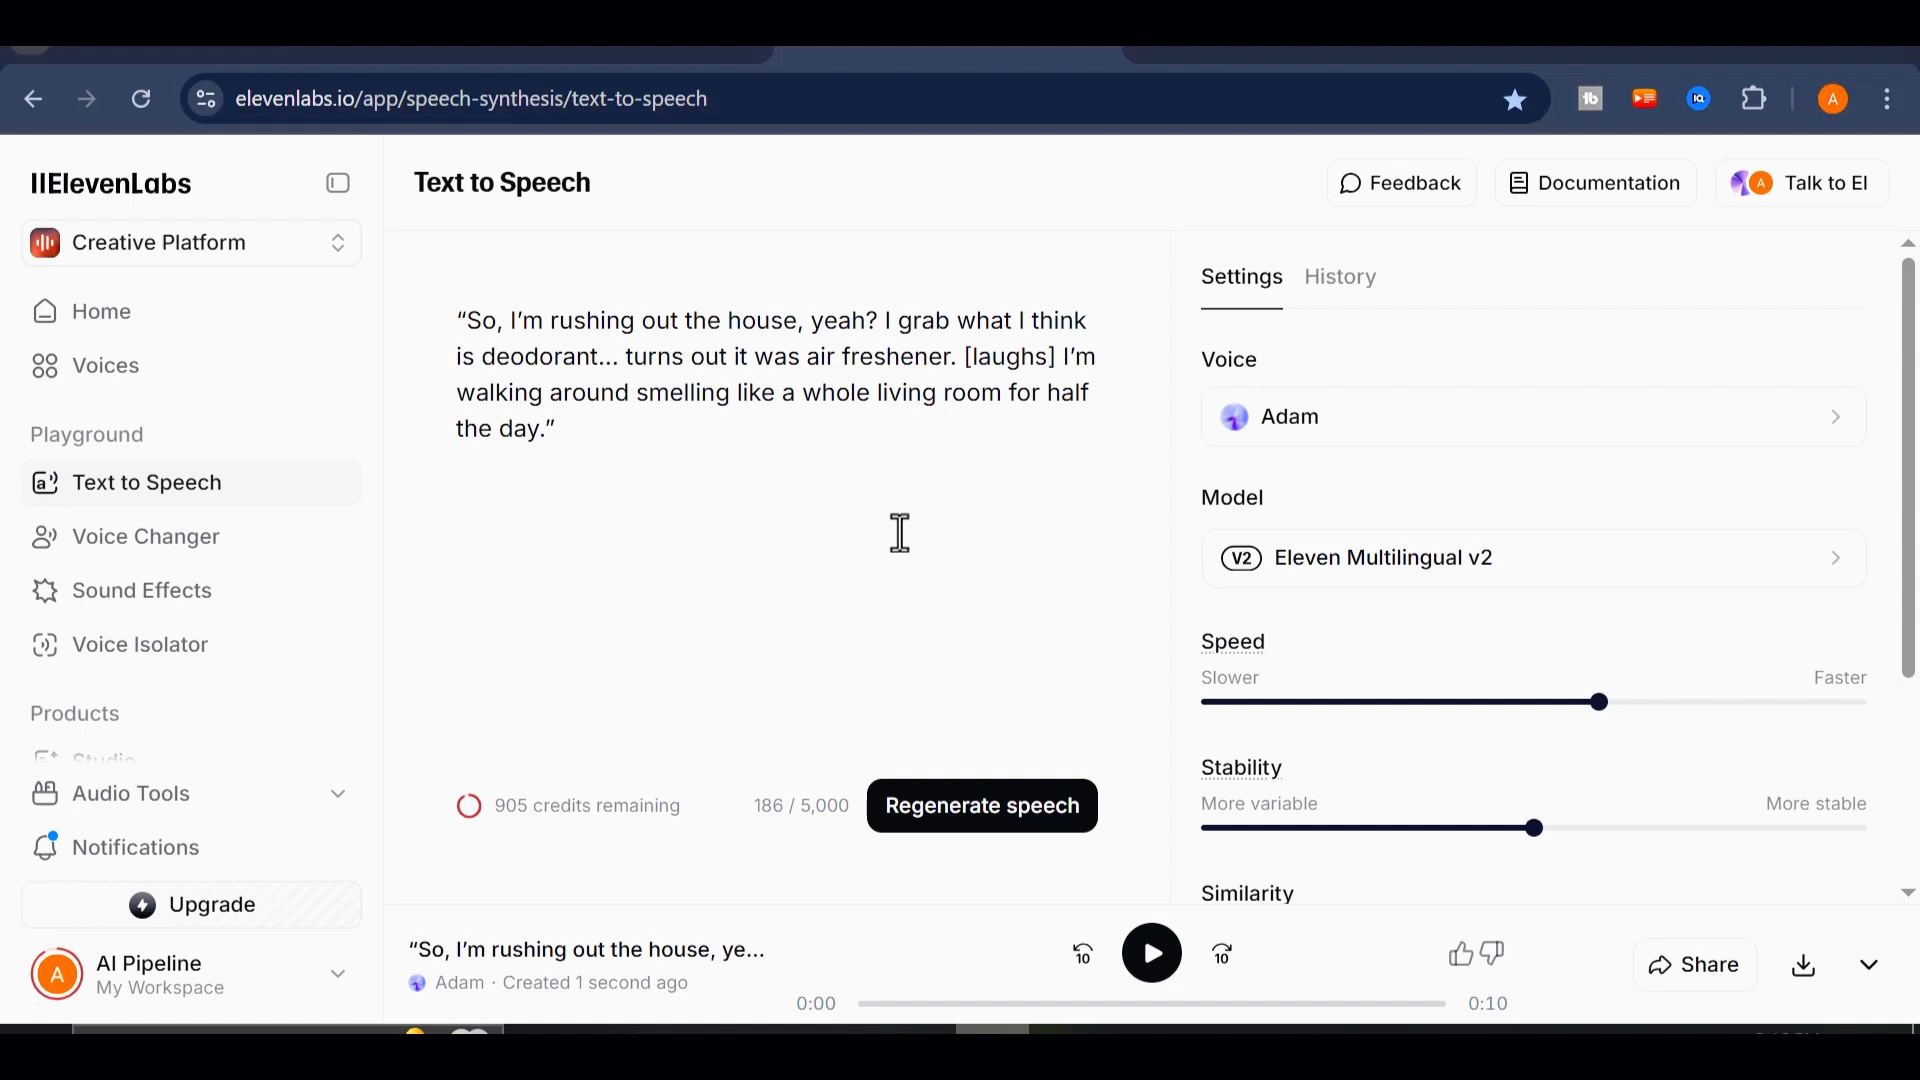 elevenlabs.io/app/speech-synthesis/text-to-speech
tb
IQ
A
IIElevenLabs
Creative Platform
Home
Voices
Playground
Text to Speech
Voice Changer
Sound Effects
Voice Isolator
Products
Studio
Audio Tools
Notifications
Upgrade
A
AI Pipeline
My Workspace
Text to Speech
Feedback
Documentation
A
Talk to El
“So, I’m rushing out the house, yeah? I grab what I think
is deodorant... turns out it was air freshener. [laughs] I’m
walking around smelling like a whole living room for half
the day.”
905 credits remaining
186 / 5,000
Regenerate speech
Settings
History
Voice
Adam
Model
V2 Eleven Multilingual v2
Speed
Slower
Faster
Stability
More variable
More stable
Similarity
“So, I’m rushing out the house, ye...
Adam · Created 1 second ago
10
10
0:00
0:10
Share